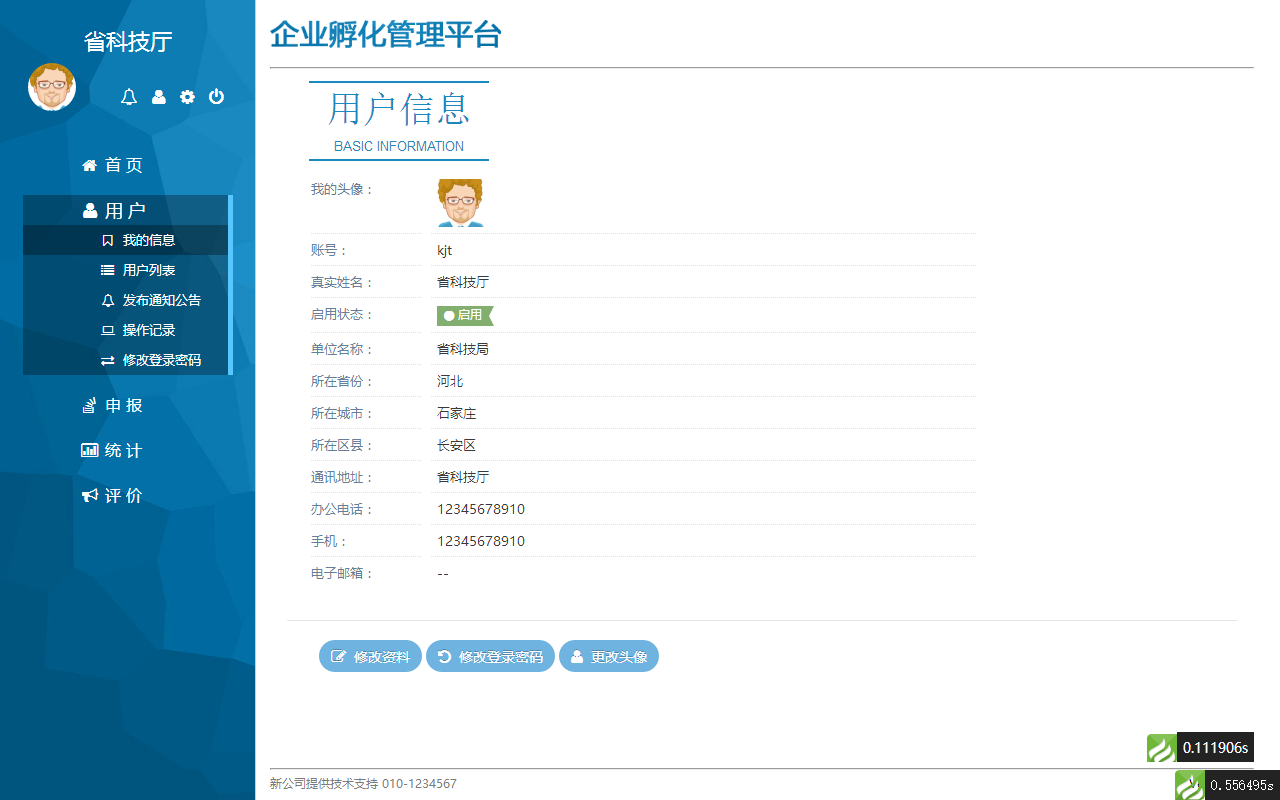 省科技厅
首 页
用 户
我的信息
用户列表
发布通知公告
操作记录
修改登录密码
申 报
统 计
评 价
企业孵化管理平台
用户信息
BASIC INFORMATION
我的头像：
账号： kjt
真实姓名： 省科技厅
启用状态： 启用
单位名称： 省科技局
所在省份： 河北
所在城市： 石家庄
所在区县： 长安区
通讯地址： 省科技厅
办公电话： 12345678910
手机： 12345678910
电子邮箱： --
修改资料 修改登录密码 更改头像
0.111906s
新公司提供技术支持 010-1234567
0.556495s